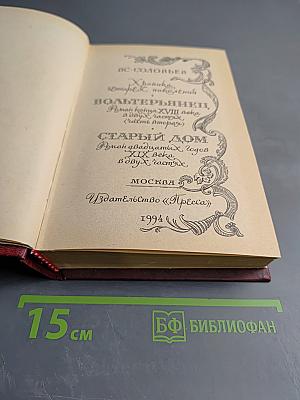 ВС. СОЛОВЬЕВ
Хроника
четырех поколений
ВОЛЬТЕРЬЯНЕЦ
Роман конца XVIII века
в двух частях
(часть вторая)
СТАРЫЙ ДОМ
Роман двадцатых годов
XIX века
в двух частях
МОСКВА
Издательство «Пресса»
1994
15 см
БФ БИБЛИОФАН